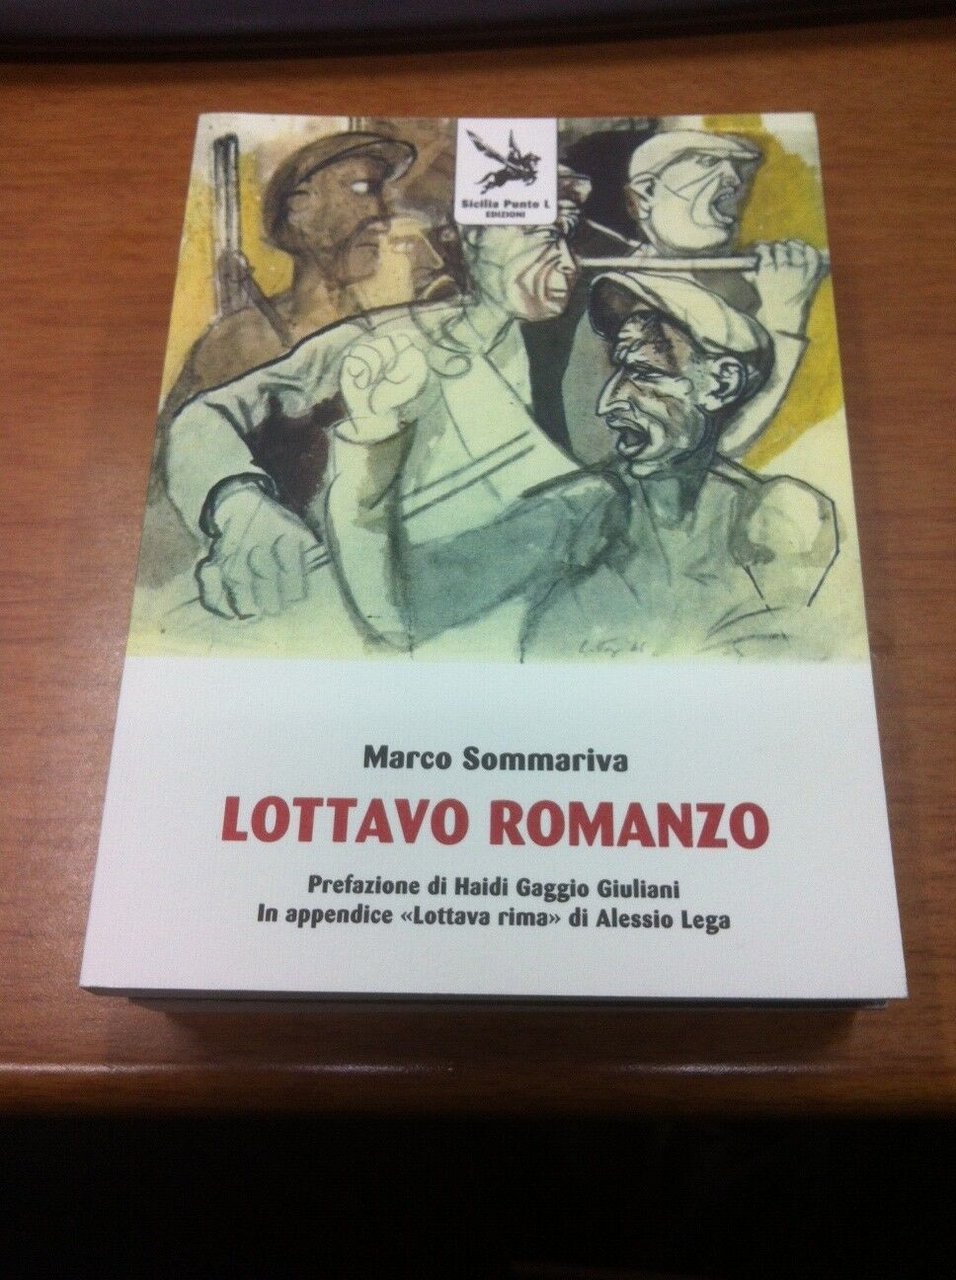 Sicilia Punto L
EDIZIONI
Marco Sommariva
LOTTAVO ROMANZO
Prefazione di Haidi Gaggio Giuliani
In appendice «Lottava rima» di Alessio Lega